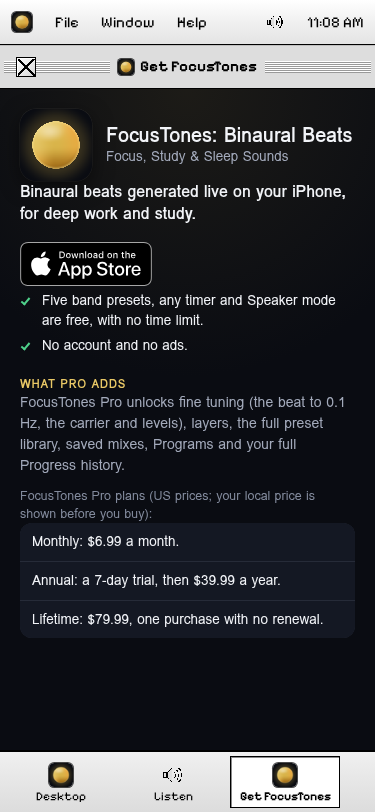 File Window Help 11:08 AM
Get FocusTones
FocusTones: Binaural Beats
Focus, Study & Sleep Sounds
Binaural beats generated live on your iPhone,
for deep work and study.
Download on the
App Store
Five band presets, any timer and Speaker mode
are free, with no time limit.
No account and no ads.
WHAT PRO ADDS
FocusTones Pro unlocks fine tuning (the beat to 0.1
Hz, the carrier and levels), layers, the full preset
library, saved mixes, Programs and your full
Progress history.
FocusTones Pro plans (US prices; your local price is
shown before you buy):
Monthly: $6.99 a month.
Annual: a 7-day trial, then $39.99 a year.
Lifetime: $79.99, one purchase with no renewal.
Desktop Listen Get FocusTones